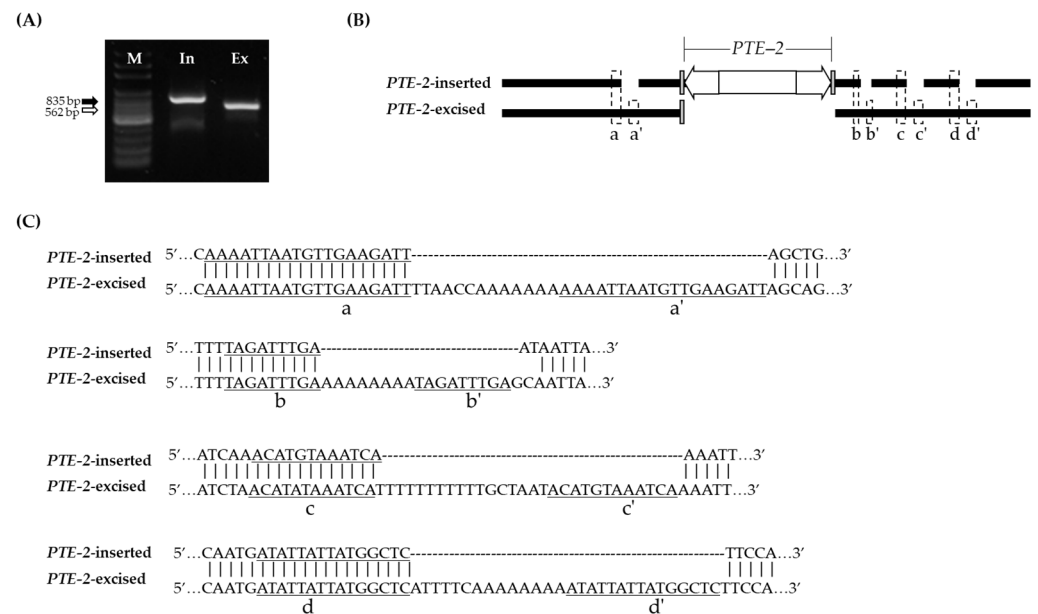 (A)
(B)
M In Ex
835 bp
562 bp
PTE–2
PTE-2-inserted
PTE-2-excised
a a' b b' c c' d d'
(C)
PTE-2-inserted 5′…CAAAATTAATGTTGAAGATT-----------------------------------AGCTG…3′
PTE-2-excised 5′…CAAAATTAATGTTGAAGATTTTAACCAAAAAAAAAAAATTAATGTTGAAGATTAGCAG…3′
a a'
PTE-2-inserted 5′…TTTTAGATTTGA--------------------ATAATTA…3′
PTE-2-excised 5′…TTTTAGATTTGAAAAAAAAATAGATTTGAGCAATTA…3′
b b'
PTE-2-inserted 5′…ATCAAACATGTAAATCA------------------------------AAATT…3′
PTE-2-excised 5′…ATCTAACATATAAATCATTTTTTTTTTTGCTAATACATGTAAATCAAAATT…3′
c c'
PTE-2-inserted 5′…CAATGATATTATTATGGCTC-------------------------------TTCCA…3′
PTE-2-excised 5′…CAATGATATTATTATGGCTCATTTTCAAAAAAAAATATTATTATGGCTCTTCCA…3′
d d'